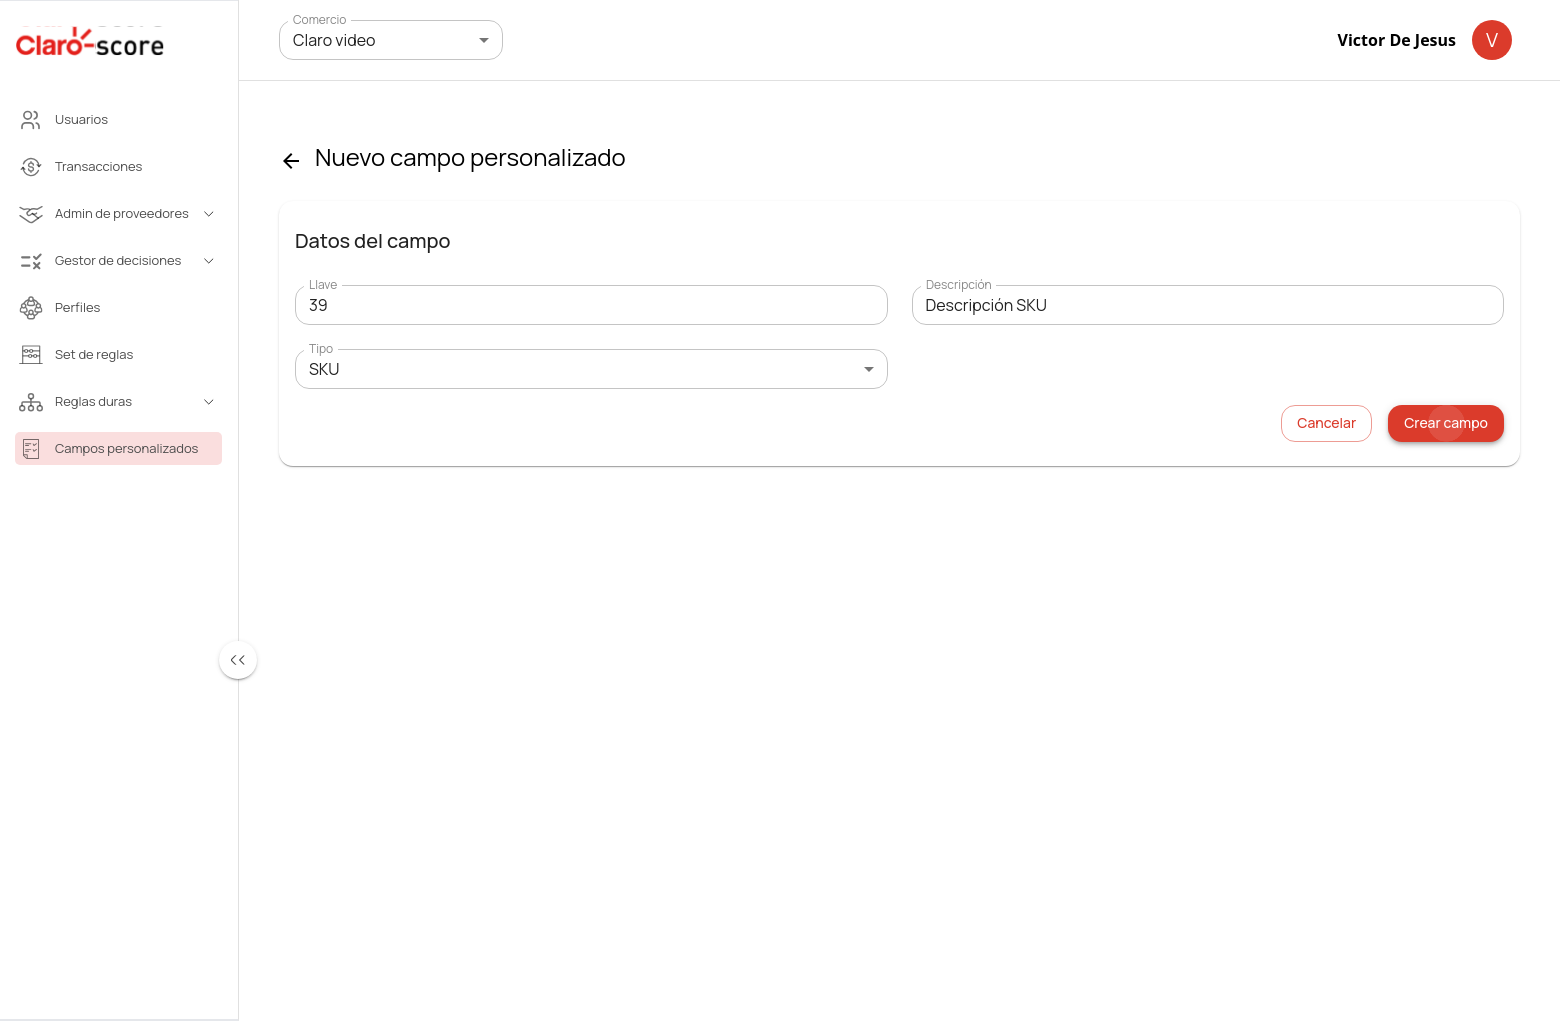 Claro-score
Comercio
Claro video
Victor De Jesus
V
Usuarios
Transacciones
Admin de proveedores
Gestor de decisiones
Perfiles
Set de reglas
Reglas duras
Campos personalizados
Nuevo campo personalizado
Datos del campo
Llave
39
Descripción
Descripción SKU
Tipo
SKU
Cancelar
Crear campo